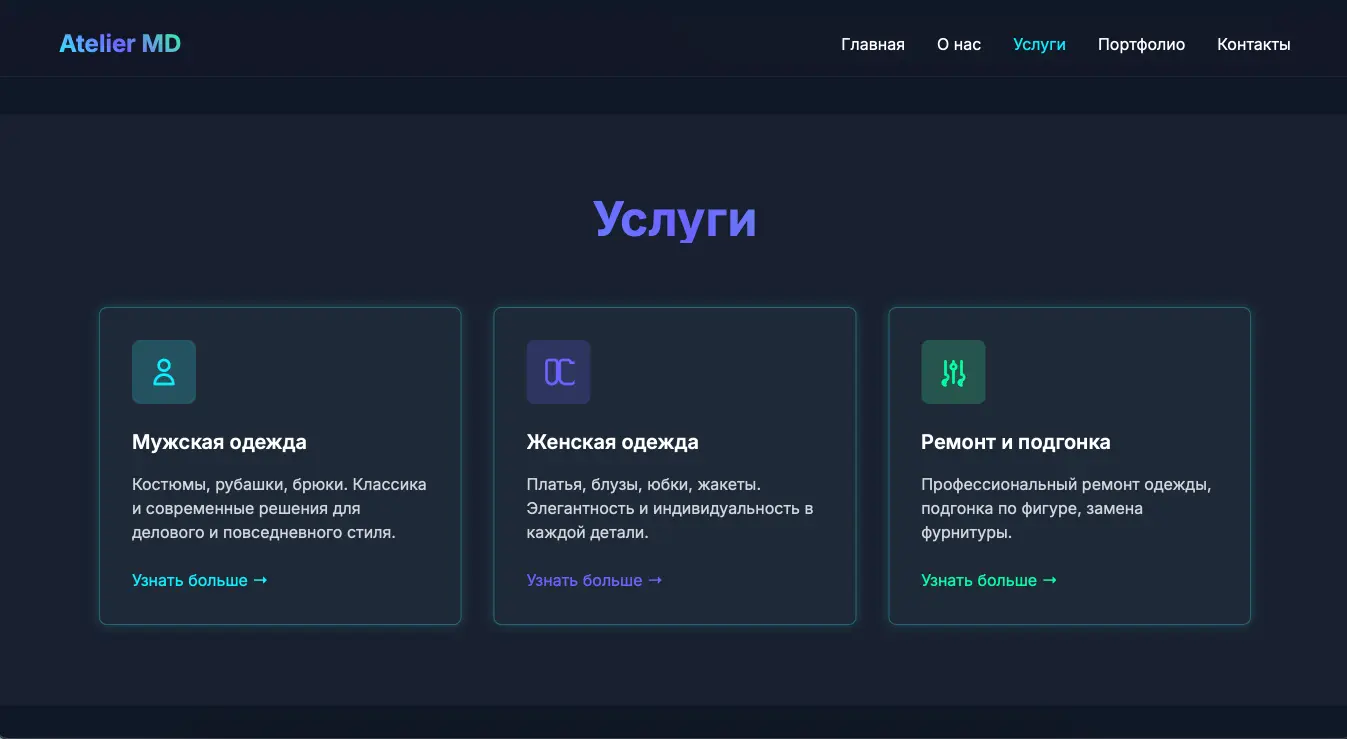 Atelier MD
Главная
О нас
Услуги
Портфолио
Контакты
Услуги
Мужская одежда
Костюмы, рубашки, брюки. Классика
и современные решения для
делового и повседневного стиля.
Узнать больше →
Женская одежда
Платья, блузы, юбки, жакеты.
Элегантность и индивидуальность в
каждой детали.
Узнать больше →
Ремонт и подгонка
Профессиональный ремонт одежды,
подгонка по фигуре, замена
фурнитуры.
Узнать больше →